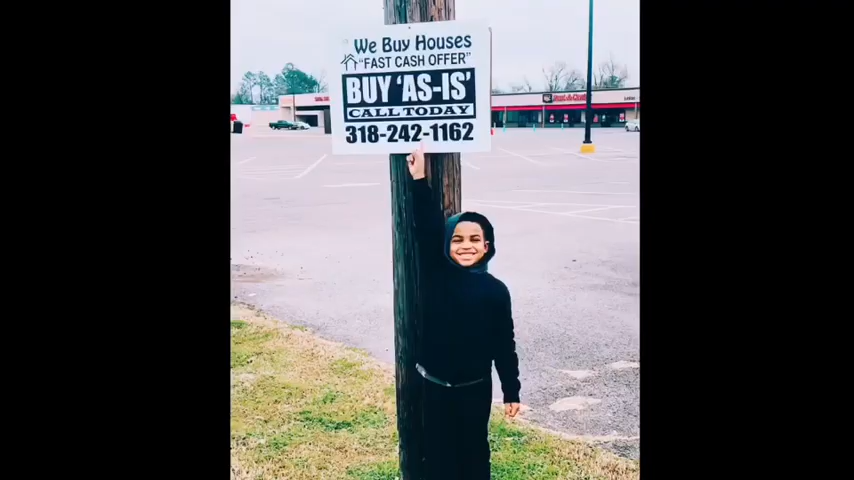 We Buy Houses
"FAST CASH OFFER"
BUY 'AS-IS'
CALL TODAY
318-242-1162